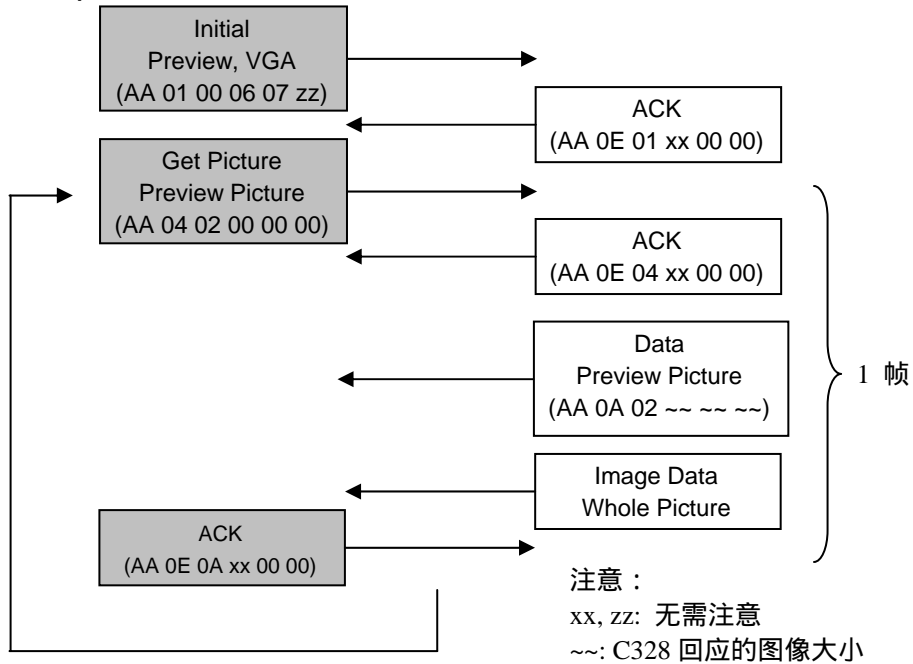 Initial
Preview, VGA
(AA 01 00 06 07 zz)
ACK
(AA 0E 01 xx 00 00)
Get Picture
Preview Picture
(AA 04 02 00 00 00)
ACK
(AA 0E 04 xx 00 00)
Data
Preview Picture
(AA 0A 02 ~~ ~~ ~~)
1 帧
Image Data
Whole Picture
ACK
(AA 0E 0A xx 00 00)
注意：
xx, zz: 无需注意
~~: C328 回应的图像大小